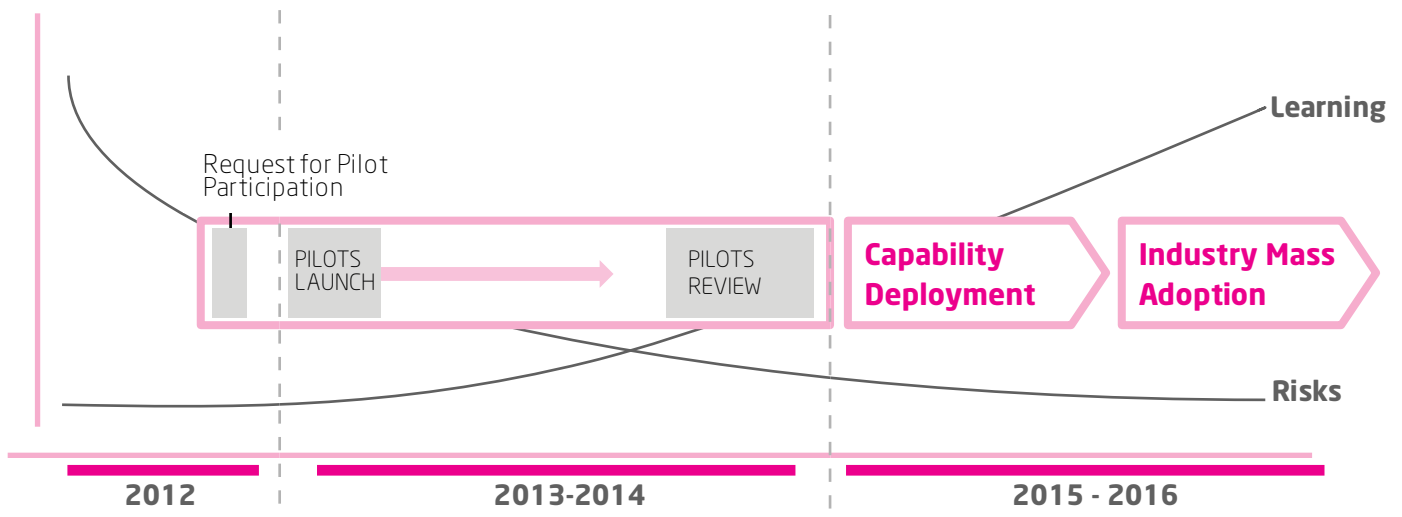 Learning
Request for Pilot
Participation
PILOTS
LAUNCH
PILOTS
REVIEW
Capability
Deployment
Industry Mass
Adoption
Risks
2012
2013-2014
2015 - 2016